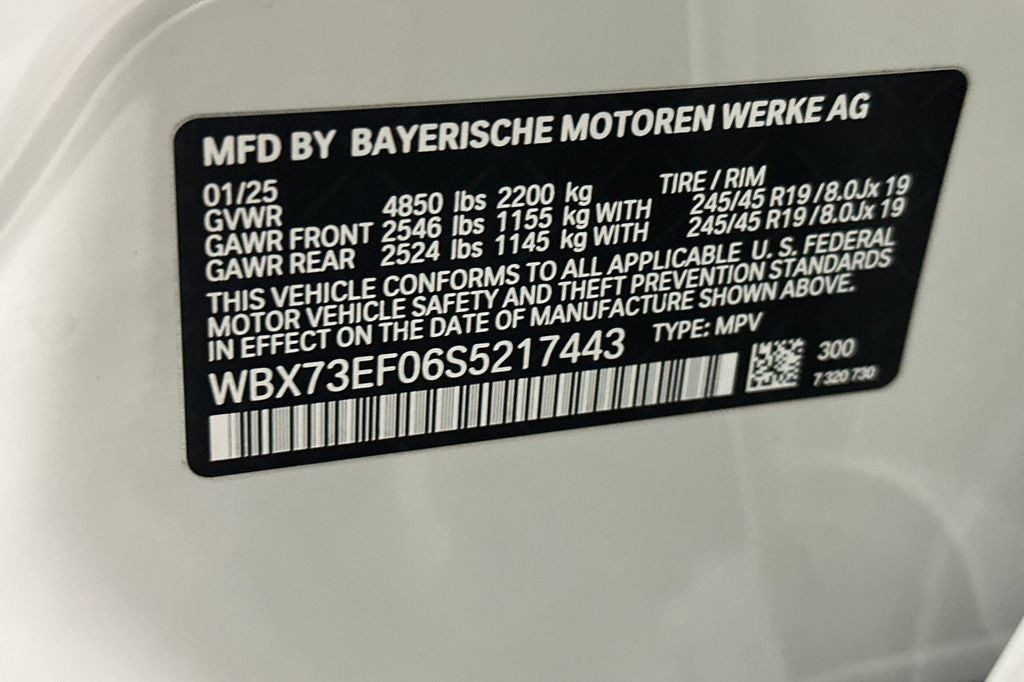 MFD BY BAYERISCHE MOTOREN WERKE AG
01/25 TIRE / RIM
GVWR 4850 lbs 2200 kg
GAWR FRONT 2546 lbs 1155 kg WITH 245/45 R19 /8.0Jx 19
GAWR REAR 2524 lbs 1145 kg WITH 245/45 R19 /8.0Jx 19
THIS VEHICLE CONFORMS TO ALL APPLICABLE U. S. FEDERAL
MOTOR VEHICLE SAFETY AND THEFT PREVENTION STANDARDS
IN EFFECT ON THE DATE OF MANUFACTURE SHOWN ABOVE.
WBX73EF06S5217443 TYPE: MPV
300
7 320 730